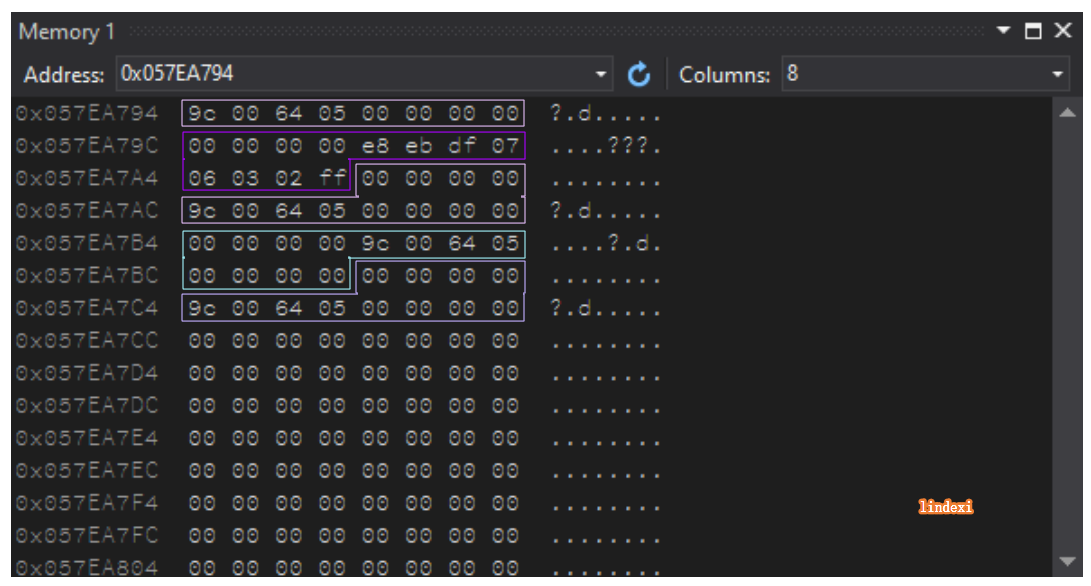 Memory 1
Address: 0x057EA794 Columns: 8
0x057EA794 9c 00 64 05 00 00 00 00 ?.d.....
0x057EA79C 00 00 00 00 e8 eb df 07 ....???.
0x057EA7A4 06 03 02 ff 00 00 00 00 ........
0x057EA7AC 9c 00 64 05 00 00 00 00 ?.d.....
0x057EA7B4 00 00 00 00 9c 00 64 05 ....?.d.
0x057EA7BC 00 00 00 00 00 00 00 00 ........
0x057EA7C4 9c 00 64 05 00 00 00 00 ?.d.....
0x057EA7CC 00 00 00 00 00 00 00 00 ........
0x057EA7D4 00 00 00 00 00 00 00 00 ........
0x057EA7DC 00 00 00 00 00 00 00 00 ........
0x057EA7E4 00 00 00 00 00 00 00 00 ........
0x057EA7EC 00 00 00 00 00 00 00 00 ........
0x057EA7F4 00 00 00 00 00 00 00 00 ........ lindexi
0x057EA7FC 00 00 00 00 00 00 00 00 ........
0x057EA804 00 00 00 00 00 00 00 00 ........